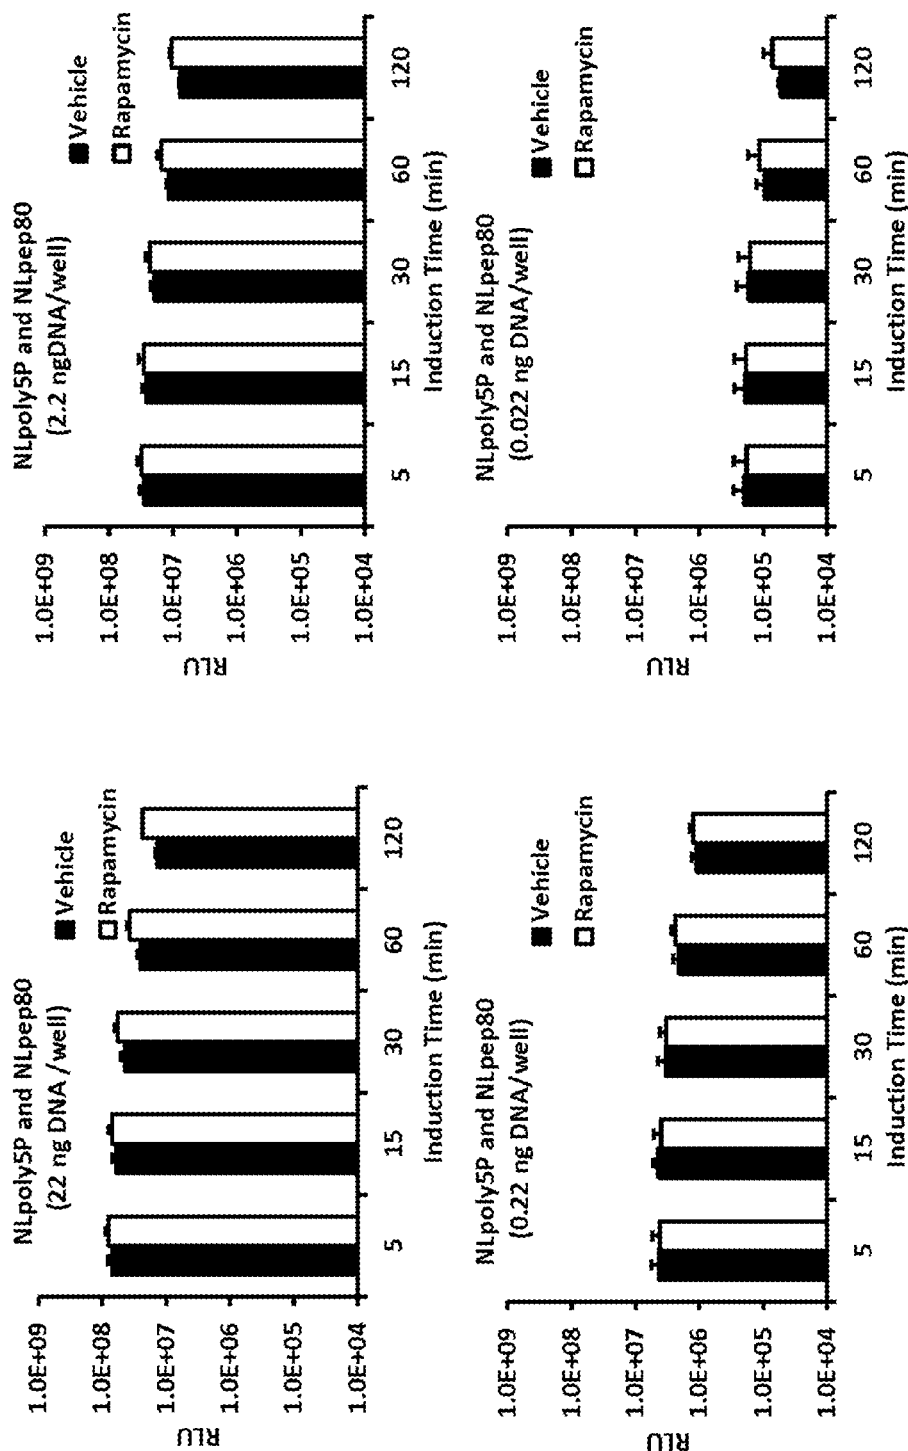 NLpoly5P and NLpep80
(22 ng DNA /well)
1.0E+09
1.0E+08
1.0E+07
1.0E+06
1.0E+05
1.0E+04
RLU
Vehicle
Rapamycin
5 15 30 60 120
Induction Time (min)
NLpoly5P and NLpep80
(2.2 ngDNA/well)
1.0E+09
1.0E+08
1.0E+07
1.0E+06
1.0E+05
1.0E+04
RLU
Vehicle
Rapamycin
5 15 30 60 120
Induction Time (min)
NLpoly5P and NLpep80
(0.22 ng DNA/well)
1.0E+09
1.0E+08
1.0E+07
1.0E+06
1.0E+05
1.0E+04
RLU
Vehicle
Rapamycin
5 15 30 60 120
Induction Time (min)
NLpoly5P and NLpep80
(0.022 ng DNA/well)
1.0E+09
1.0E+08
1.0E+07
1.0E+06
1.0E+05
1.0E+04
RLU
Vehicle
Rapamycin
5 15 30 60 120
Induction Time (min)